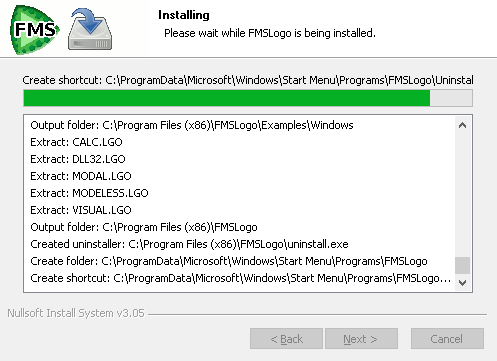 FMS
Installing
Please wait while FMSLogo is being installed.
Create shortcut: C:\ProgramData\Microsoft\Windows\Start Menu\Programs\FMSLogo\Uninstal
Output folder: C:\Program Files (x86)\FMSLogo\Examples\Windows
Extract: CALC.LGO
Extract: DLL32.LGO
Extract: MODAL.LGO
Extract: MODELESS.LGO
Extract: VISUAL.LGO
Output folder: C:\Program Files (x86)\FMSLogo
Created uninstaller: C:\Program Files (x86)\FMSLogo\uninstall.exe
Create folder: C:\ProgramData\Microsoft\Windows\Start Menu\Programs\FMSLogo
Create shortcut: C:\ProgramData\Microsoft\Windows\Start Menu\Programs\FMSLogo...
Nullsoft Install System v3.05
< Back
Next >
Cancel